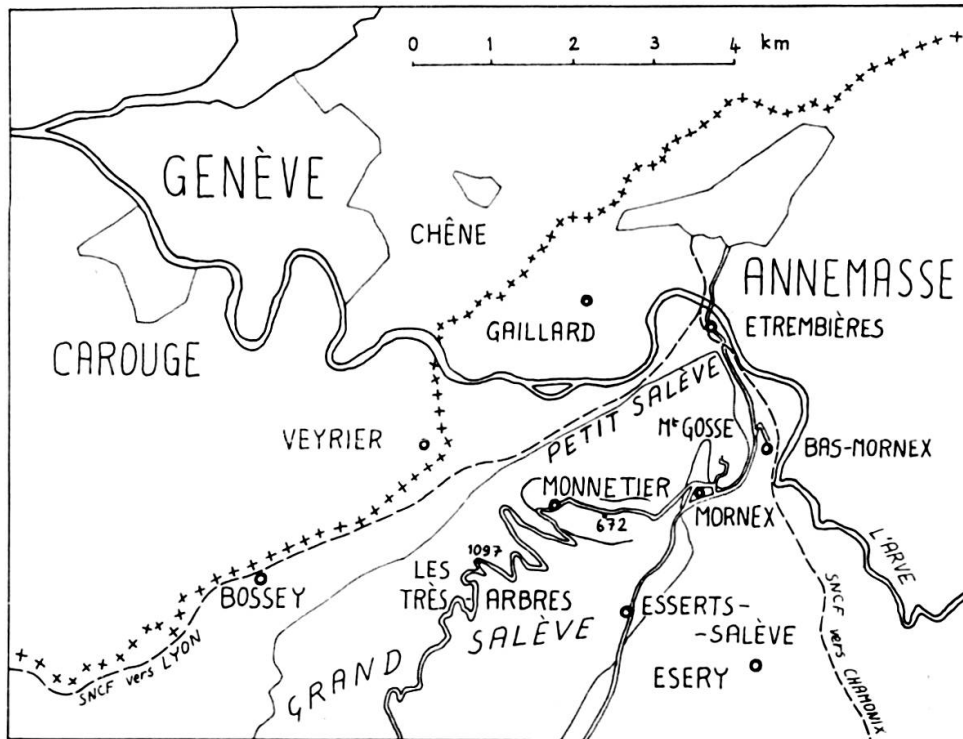 0 1 2 3 4 km
GENÈVE
CHÊNE
ANNEMASSE
GAILLARD
ETREMBIÈRES
CAROUGE
PETIT SALÈVE
VEYRIER
Mt GOSSE
BAS-MORNEX
MONNETIER
672
MORNEX
L'ARVE
1097
BOSSEY
LES
TRÈS-ARBRES
ESSERTS-
-SALÈVE
GRAND SALÈVE
ESERY
SNCF vers LYON
SNCF vers CHAMONIX